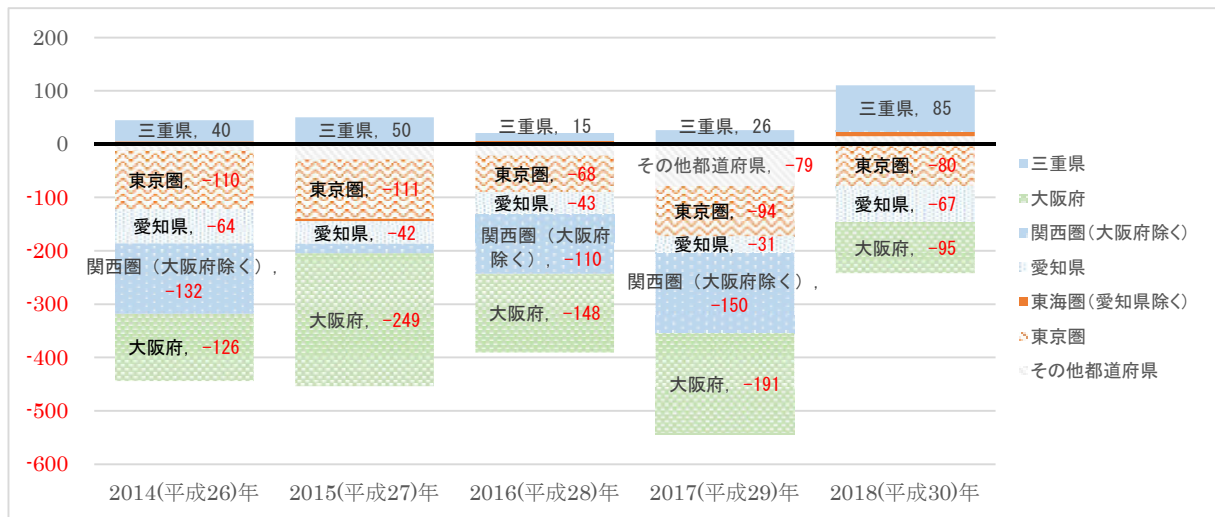 200
100
0
-100
-200
-300
-400
-500
-600
三重県, 40
東京圏, -110
愛知県, -64
関西圏（大阪府除く）,
-132
大阪府, -126
三重県, 50
東京圏, -111
愛知県, -42
大阪府, -249
三重県, 15
東京圏, -68
愛知県, -43
関西圏（大阪府
除く）, -110
大阪府, -148
三重県, 26
その他都道府県, -79
東京圏, -94
愛知県, -31
関西圏（大阪府除く）,
-150
大阪府, -191
三重県, 85
東京圏, -80
愛知県, -67
大阪府, -95
2014(平成26)年
2015(平成27)年
2016(平成28)年
2017(平成29)年
2018(平成30)年
三重県
大阪府
関西圏(大阪府除く)
愛知県
東海圏(愛知県除く)
東京圏
その他都道府県